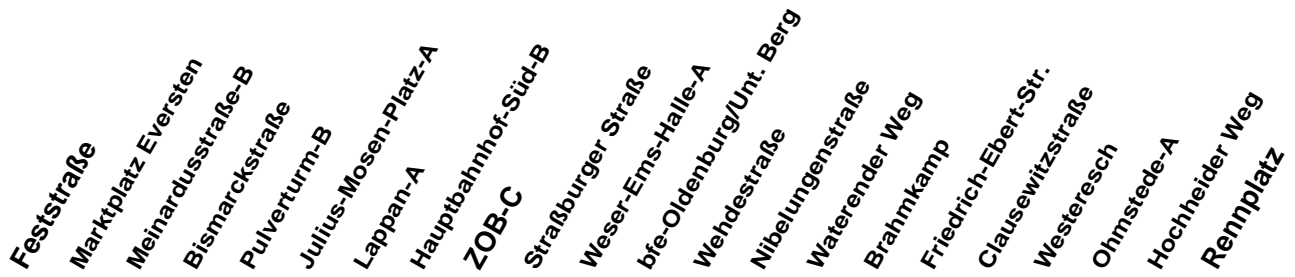 Feststraße
Marktplatz Eversten
Meinardusstraße-B
Bismarckstraße
Pulverturm-B
Julius-Mosen-Platz-A
Lappan-A
Hauptbahnhof-Süd-B
ZOB-C
Straßburger Straße
Weser-Ems-Halle-A
bfe-Oldenburg/Unt. Berg
Wehdestraße
Nibelungenstraße
Waterender Weg
Brahmkamp
Friedrich-Ebert-Str.
Clausewitzstraße
Westeresch
Ohmstede-A
Hochheider Weg
Rennplatz